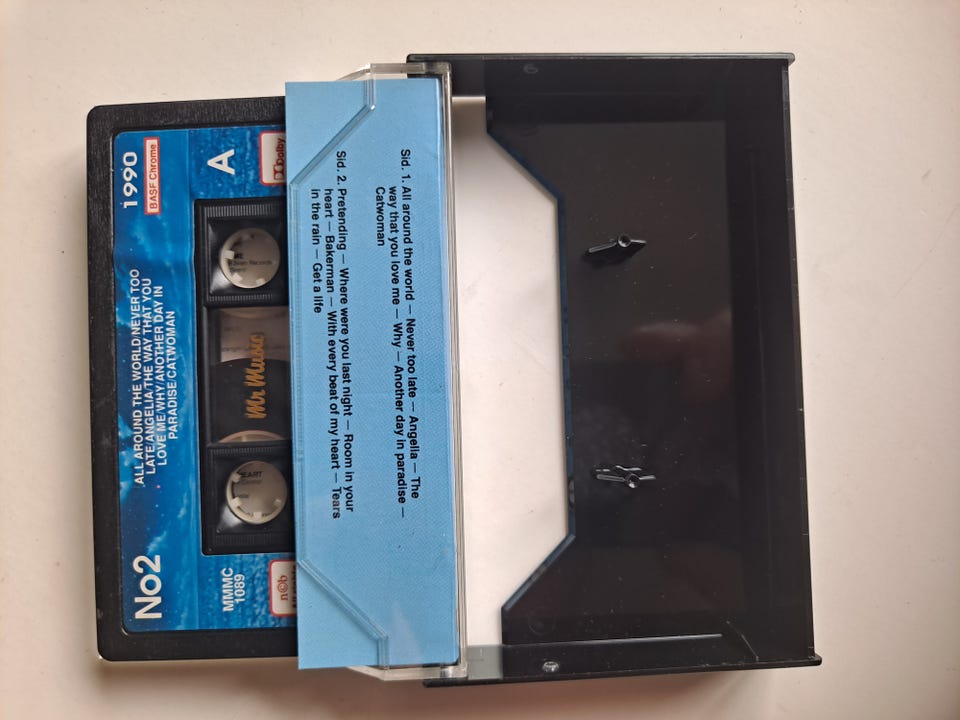 1990
BASF Chrome
A
Dolby
ALL AROUND THE WORLD/NEVER TOO
LATE/ANGELIA/THE WAY THAT YOU
LOVE ME/WHY/ANOTHER DAY IN
PARADISE/CATWOMAN
Mr Music
No2
MMMC
1089
n©b
Sid. 1. All around the world — Never too late — Angelia — The
way that you love me — Why — Another day in paradise —
Catwoman
Sid. 2. Pretending — Where were you last night — Room in your
heart — Bakerman — With every beat of my heart — Tears
in the rain — Get a life